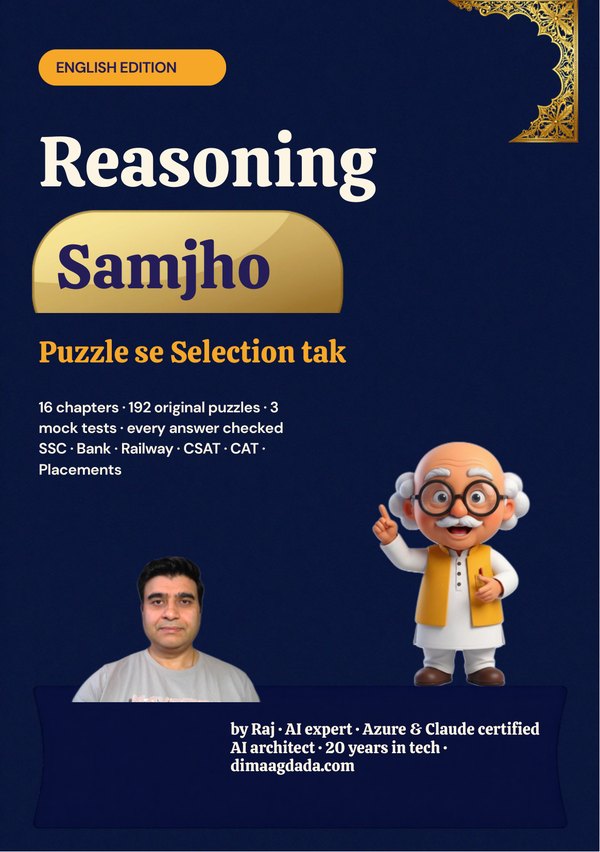 ENGLISH EDITION
Reasoning
Samjho
Puzzle se Selection tak
16 chapters · 192 original puzzles · 3
mock tests · every answer checked
SSC · Bank · Railway · CSAT · CAT ·
Placements
by Raj · AI expert · Azure & Claude certified
AI architect · 20 years in tech ·
dimaagdada.com